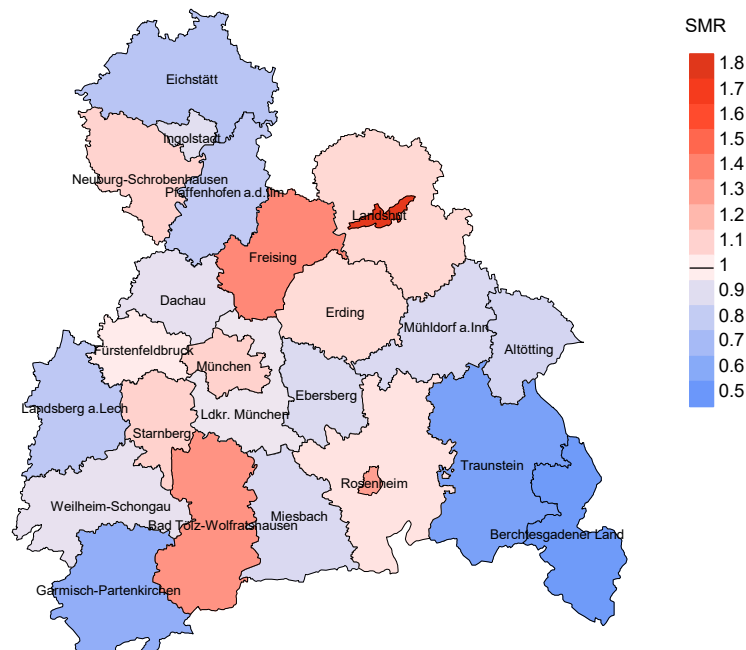 SMR
1.8
1.7
1.6
1.5
1.4
1.3
1.2
1.1
1
0.9
0.8
0.7
0.6
0.5
Eichstätt
Ingolstadt
Neuburg-Schrobenhausen
Pfaffenhofen a.d.Ilm
Landshut
Freising
Dachau
Erding
Mühldorf a.Inn
Altötting
Fürstenfeldbruck
München
Ebersberg
Landsberg a.Lech
Ldkr. München
Starnberg
Traunstein
Rosenheim
Weilheim-Schongau
Miesbach
Bad Tölz-Wolfratshausen
Berchtesgadener Land
Garmisch-Partenkirchen